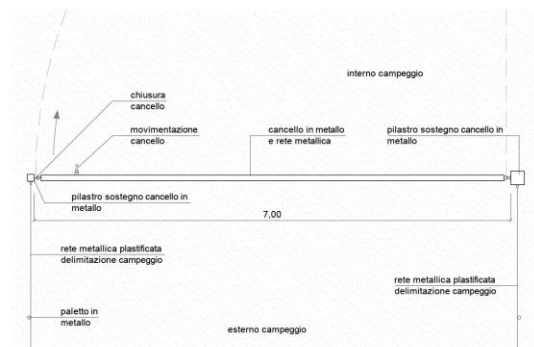 interno campeggio
chiusura
cancello
movimentazione
cancello
cancello in metallo
e rete metallica
pilastro sostegno cancello in
metallo
pilastro sostegno cancello in
metallo
7,00
rete metallica plastificata
delimitazione campeggio
rete metallica plastificata
delimitazione campeggio
paletto in
metallo
esterno campeggio